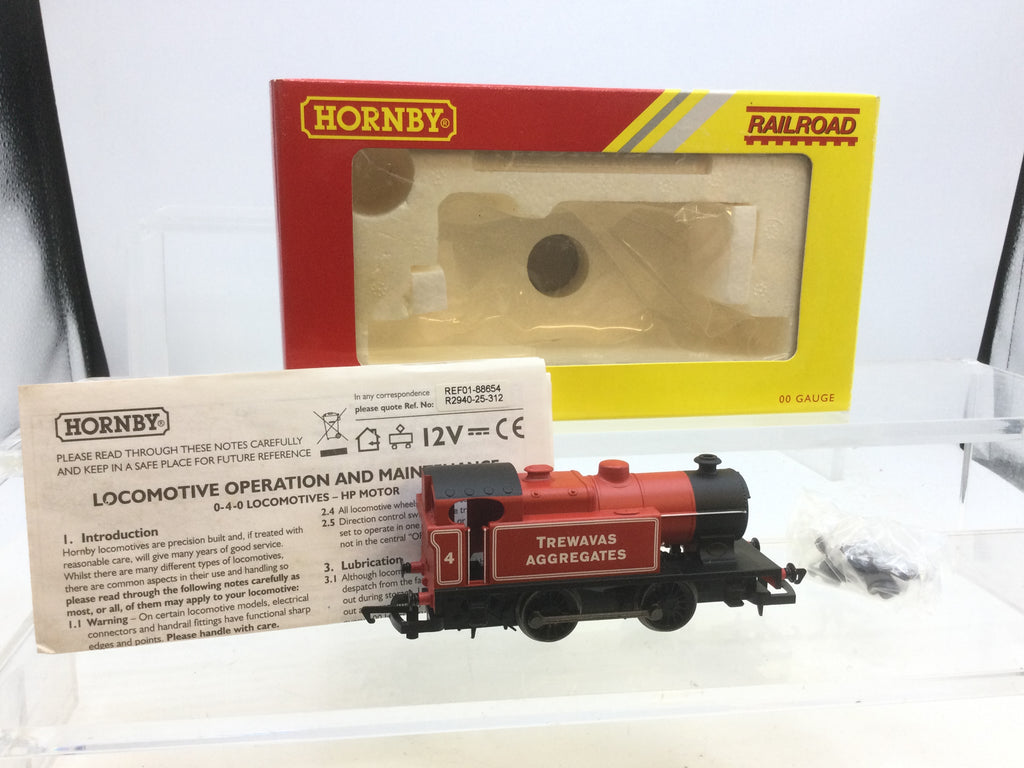 HORNBY®
RAILROAD
00 GAUGE
HORNBY®
In any correspondence
please quote Ref. No:
REF01-88654
R2940-25-312
PLEASE READ THROUGH THESE NOTES CAREFULLY
AND KEEP IN A SAFE PLACE FOR FUTURE REFERENCE
12V CE
LOCOMOTIVE OPERATION AND
0-4-0 LOCOMOTIVES – HP MOTOR
1. Introduction
Hornby locomotives are precision built and, if treated with
reasonable care, will give many years of good service.
Whilst there are many different types of locomotives,
there are common aspects in their use and handling so
please read through the following notes carefully as
most, or all, of them may apply to your locomotive:
1.1 Warning – On certain locomotive models, electrical
connectors and handrail fittings have functional sharp
edges and points. Please handle with care.
2.4 All locomotive
2.5 Direction control
set to operate in one
not in the central
3. Lubrication
3.1 Although
despatch from the
out during
out
4
TREWAVAS
AGGREGATES